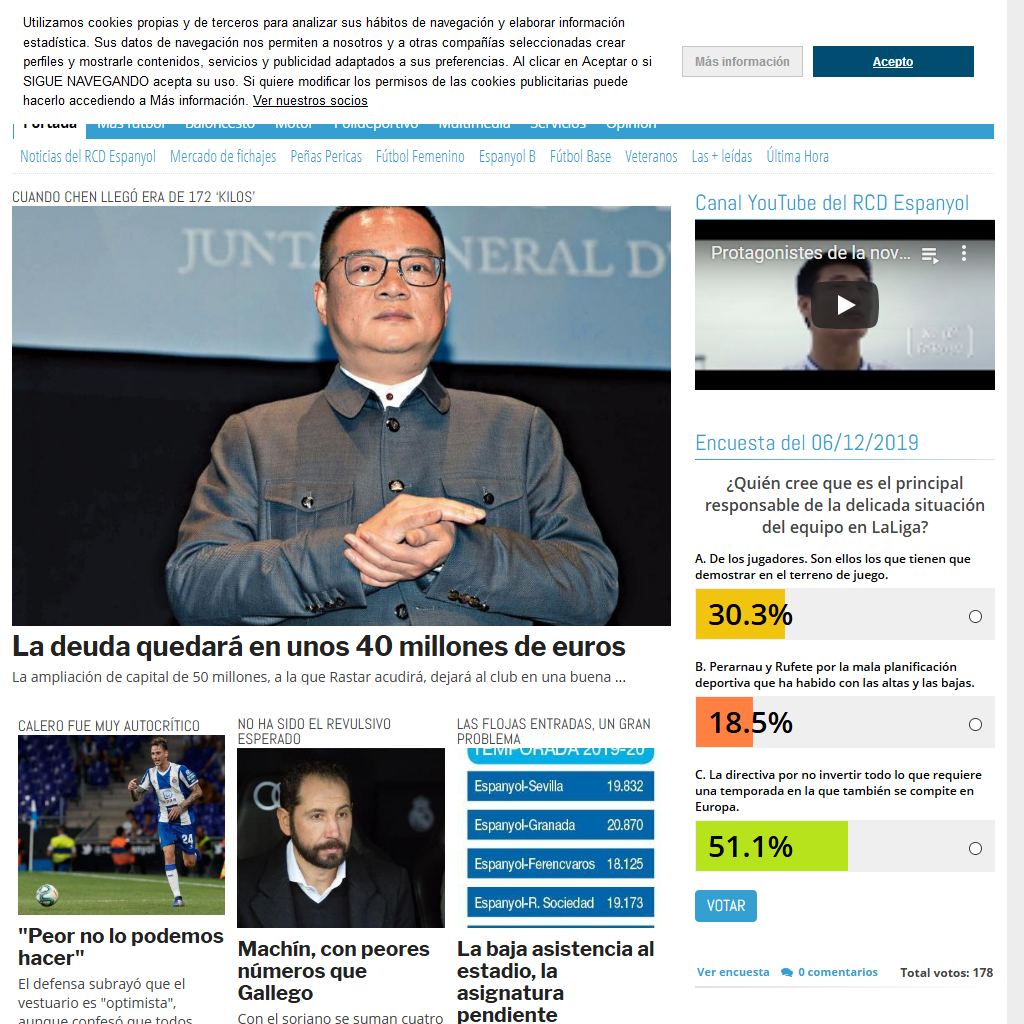 Utilizamos cookies propias y de terceros para analizar sus hábitos de navegación y elaborar información
estadística. Sus datos de navegación nos permiten a nosotros y a otras compañías seleccionadas crear
perfiles y mostrarle contenidos, servicios y publicidad adaptados a sus preferencias. Al clicar en Aceptar o si
SIGUE NAVEGANDO acepta su uso. Si quiere modificar los permisos de las cookies publicitarias puede
hacerlo accediendo a Más información. Ver nuestros socios
Más información
Acepto
Portada Más fútbol Baloncesto Motor Polideportivo Multimedia Servicios Opinión
Noticias del RCD Espanyol Mercado de fichajes Peñas Pericas Fútbol Femenino Espanyol B Fútbol Base Veteranos Las + leídas Última Hora
CUANDO CHEN LLEGÓ ERA DE 172 ‘KILOS’
JUNTA GENERAL D
La deuda quedará en unos 40 millones de euros
La ampliación de capital de 50 millones, a la que Rastar acudirá, dejará al club en una buena ...
CALERO FUE MUY AUTOCRÍTICO
24
"Peor no lo podemos
hacer"
El defensa subrayó que el
vestuario es "optimista",
aunque confesó que todos
NO HA SIDO EL REVULSIVO
ESPERADO
Machín, con peores
números que
Gallego
Con el soriano se suman cuatro
LAS FLOJAS ENTRADAS, UN GRAN
PROBLEMA
TEMPORADA 2019-20
Espanyol-Sevilla 19.832
Espanyol-Granada 20.870
Espanyol-Ferencvaros 18.125
Espanyol-R. Sociedad 19.173
La baja asistencia al
estadio, la
asignatura
pendiente
Canal YouTube del RCD Espanyol
Protagonistes de la nov...
Encuesta del 06/12/2019
¿Quién cree que es el principal
responsable de la delicada situación
del equipo en LaLiga?
A. De los jugadores. Son ellos los que tienen que
demostrar en el terreno de juego.
30.3%
B. Perarnau y Rufete por la mala planificación
deportiva que ha habido con las altas y las bajas.
18.5%
C. La directiva por no invertir todo lo que requiere
una temporada en la que también se compite en
Europa.
51.1%
VOTAR
Ver encuesta 0 comentarios Total votos: 178